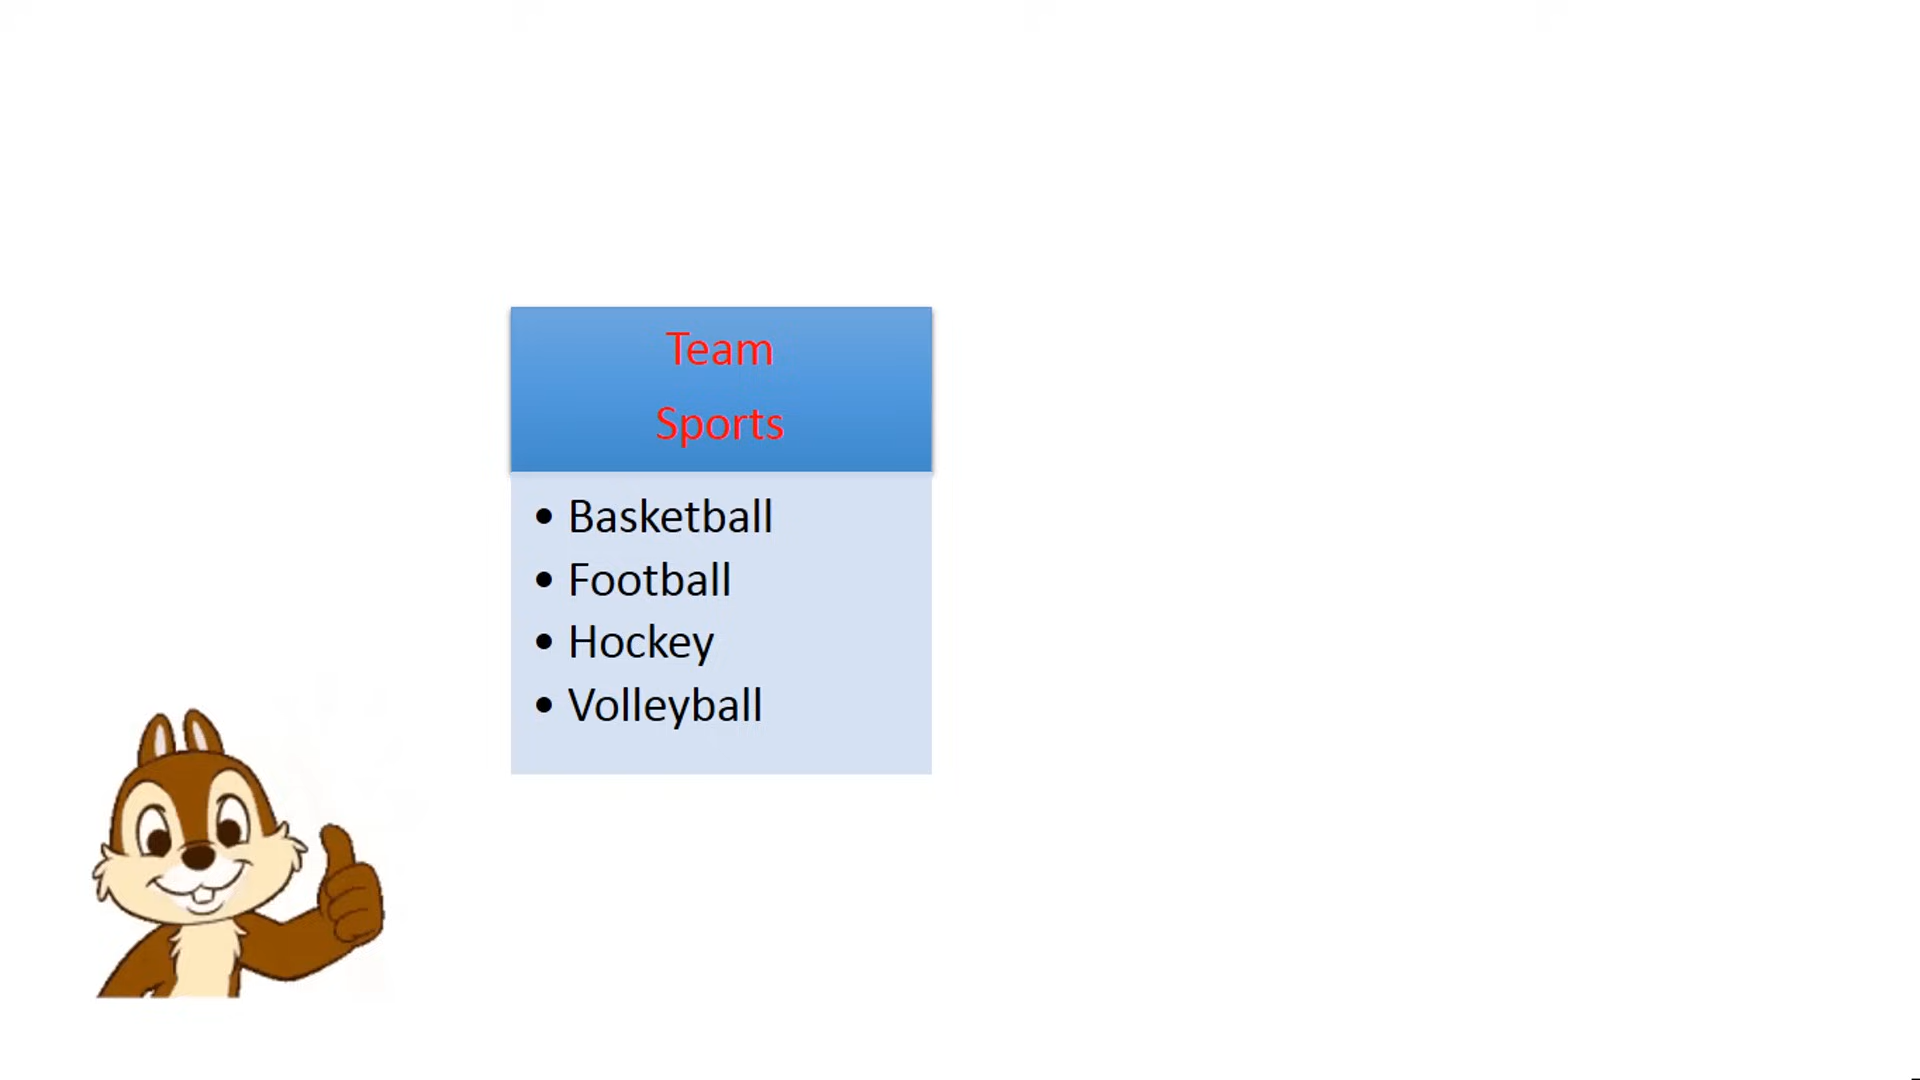 Team
Sports
• Basketball
• Football
• Hockey
• Volleyball